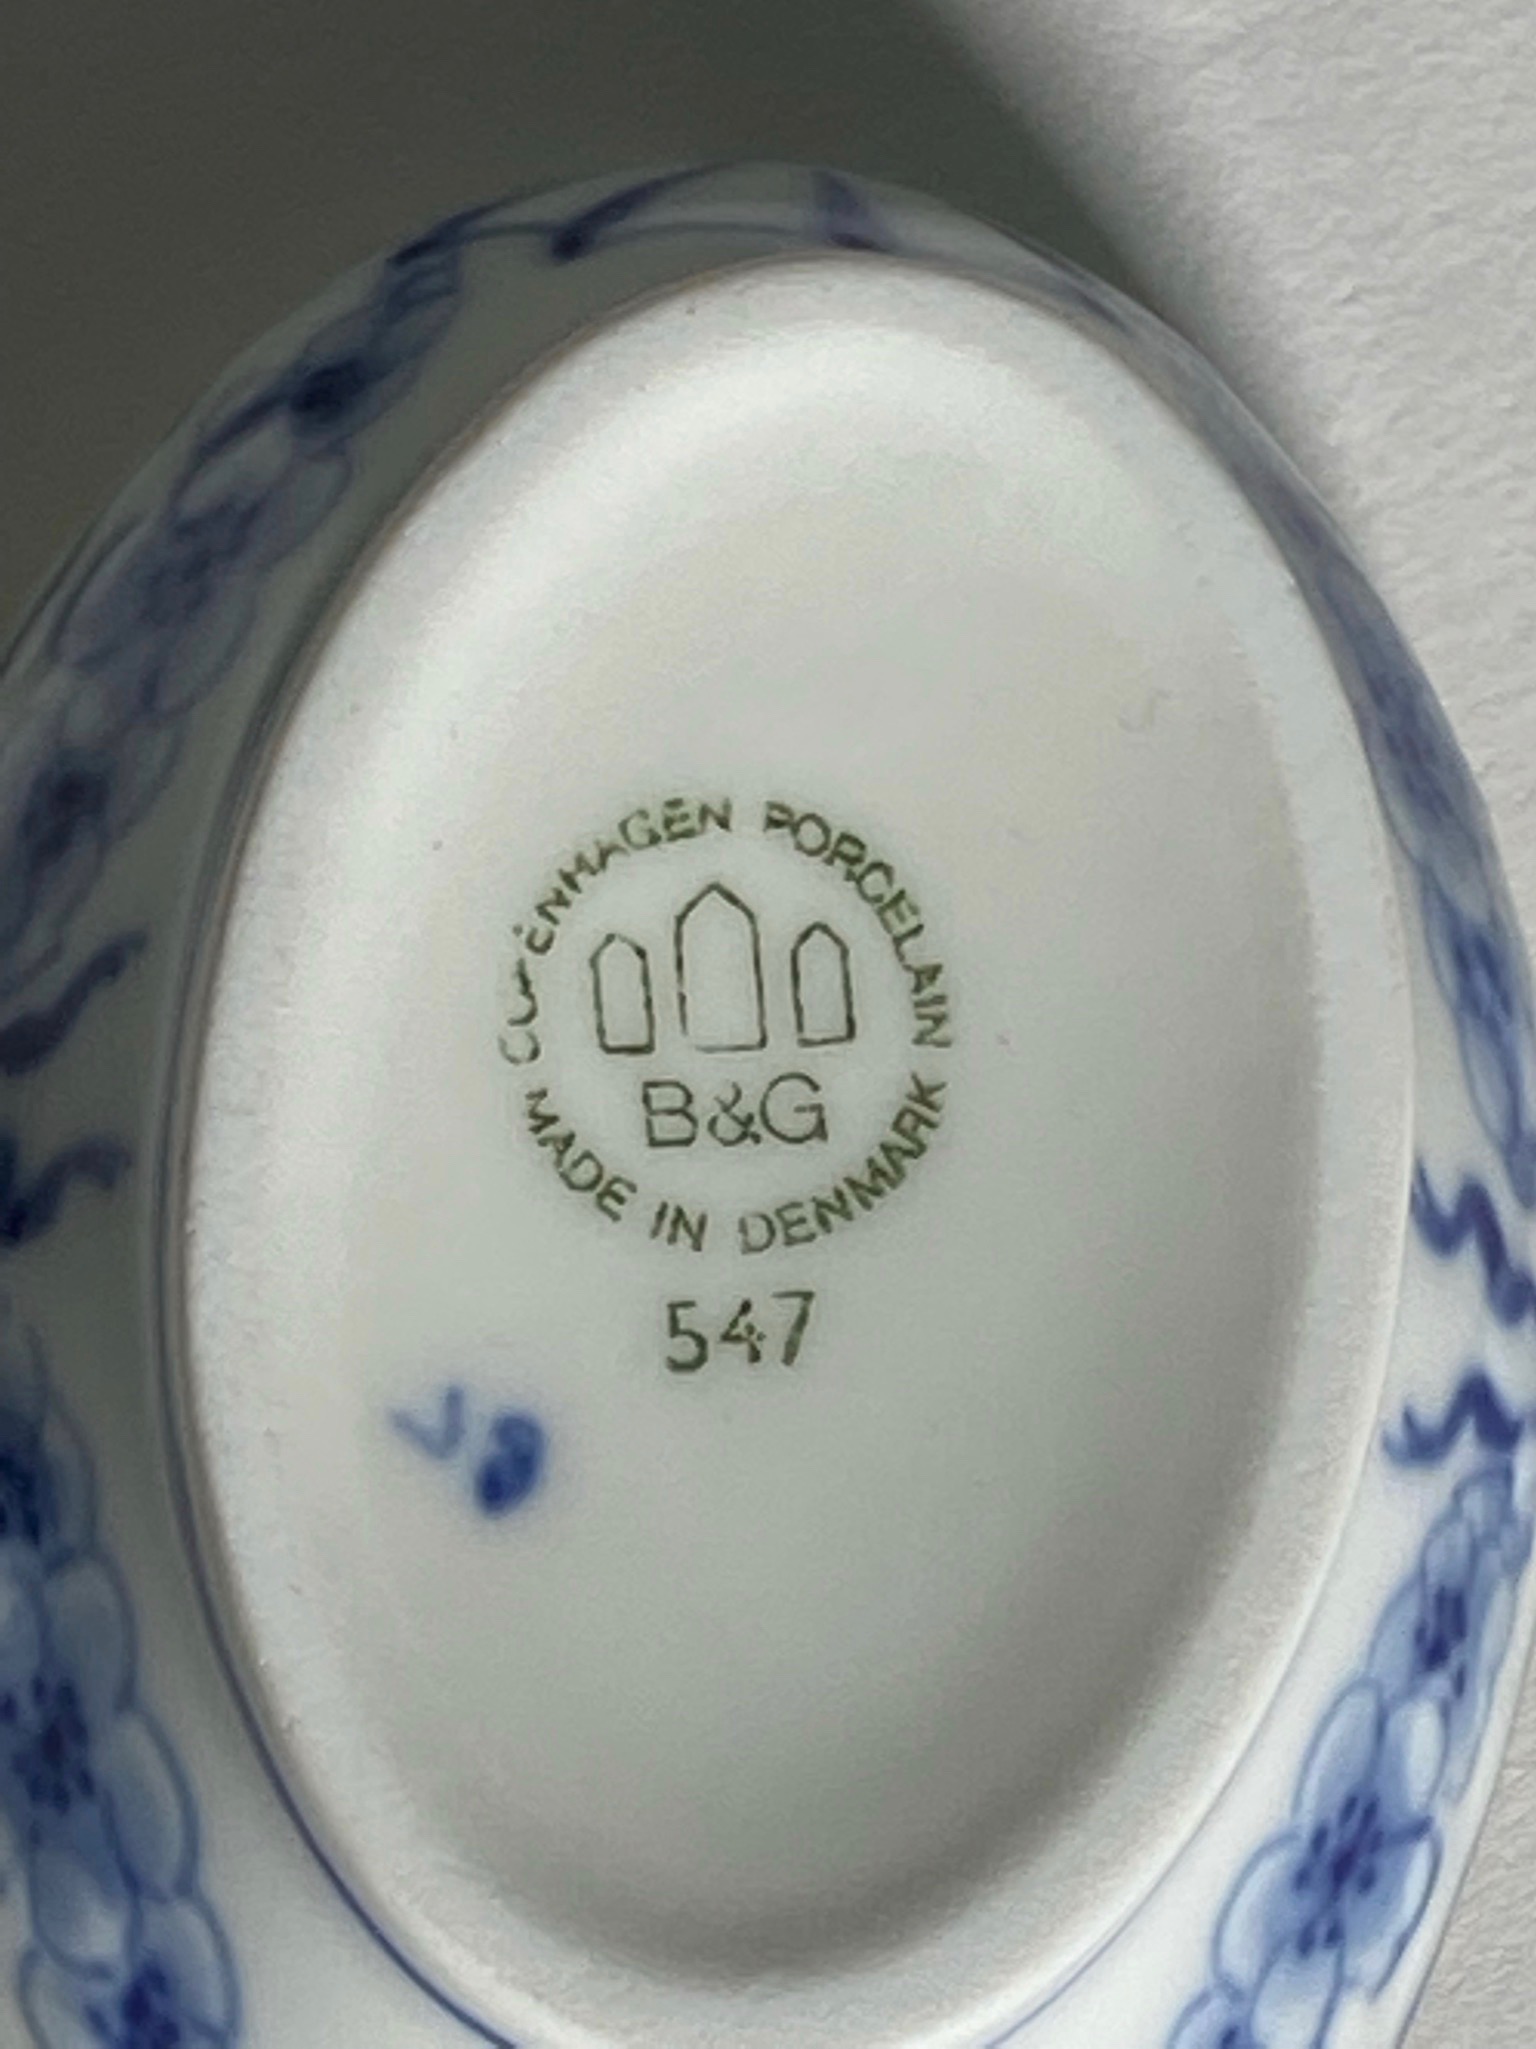 COPENHAGEN PORCELAIN
B&G
MADE IN DENMARK
547